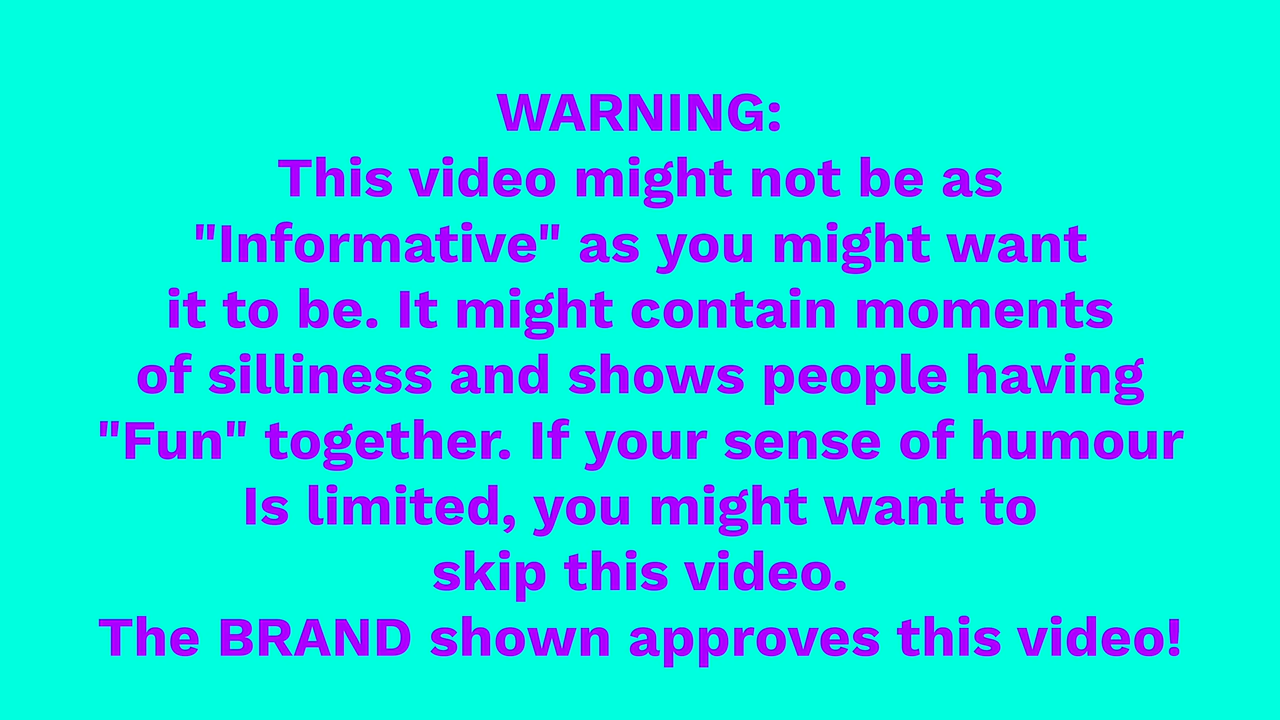 WARNING:
This video might not be as
"Informative" as you might want
it to be. It might contain moments
of silliness and shows people having
"Fun" together. If your sense of humour
Is limited, you might want to
skip this video.
The BRAND shown approves this video!